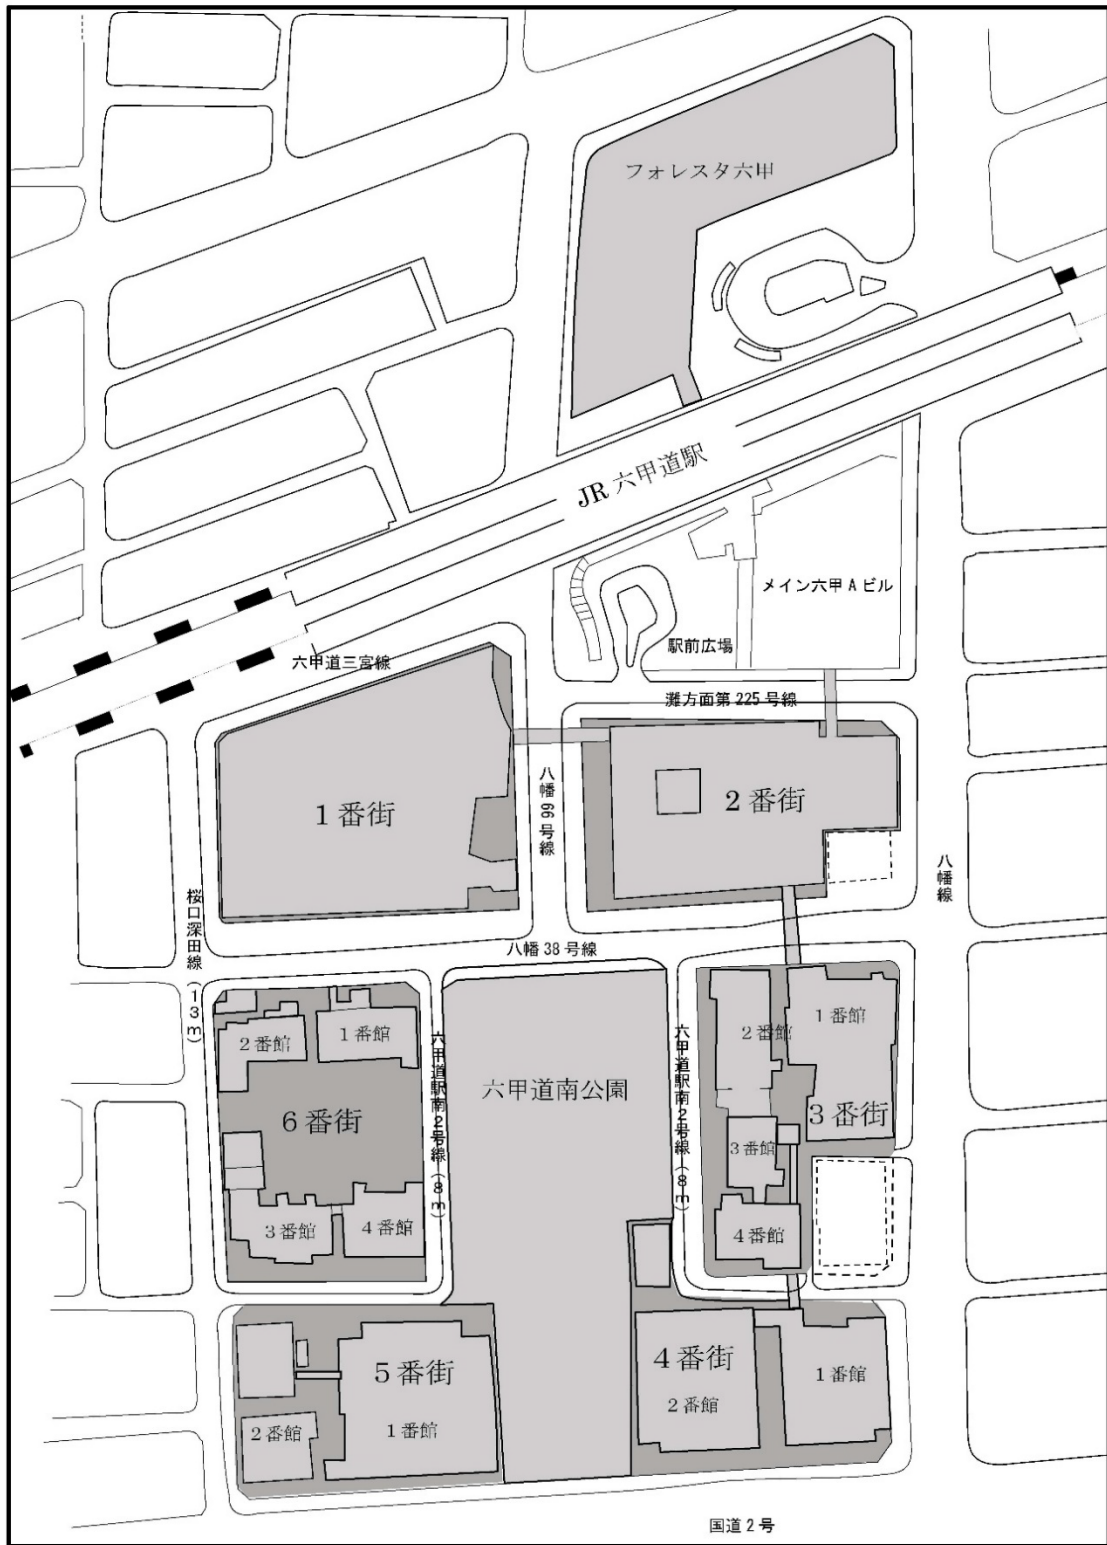 フォレスタ六甲
JR 六甲道駅
メイン六甲 A ビル
駅前広場
六甲道三宮線
灘方面第 225 号線
1 番街
八幡 66 号線
2 番街
八幡線
桜口深田線（13m）
八幡 38 号線
2 番館
1 番館
6 番街
3 番館
4 番館
六甲道駅南2号線（8m）
六甲道南公園
六甲道駅南2号線（8m）
2 番館
1 番館
3 番街
3 番館
4 番館
5 番街
1 番館
2 番館
4 番街
2 番館
1 番館
国道 2 号